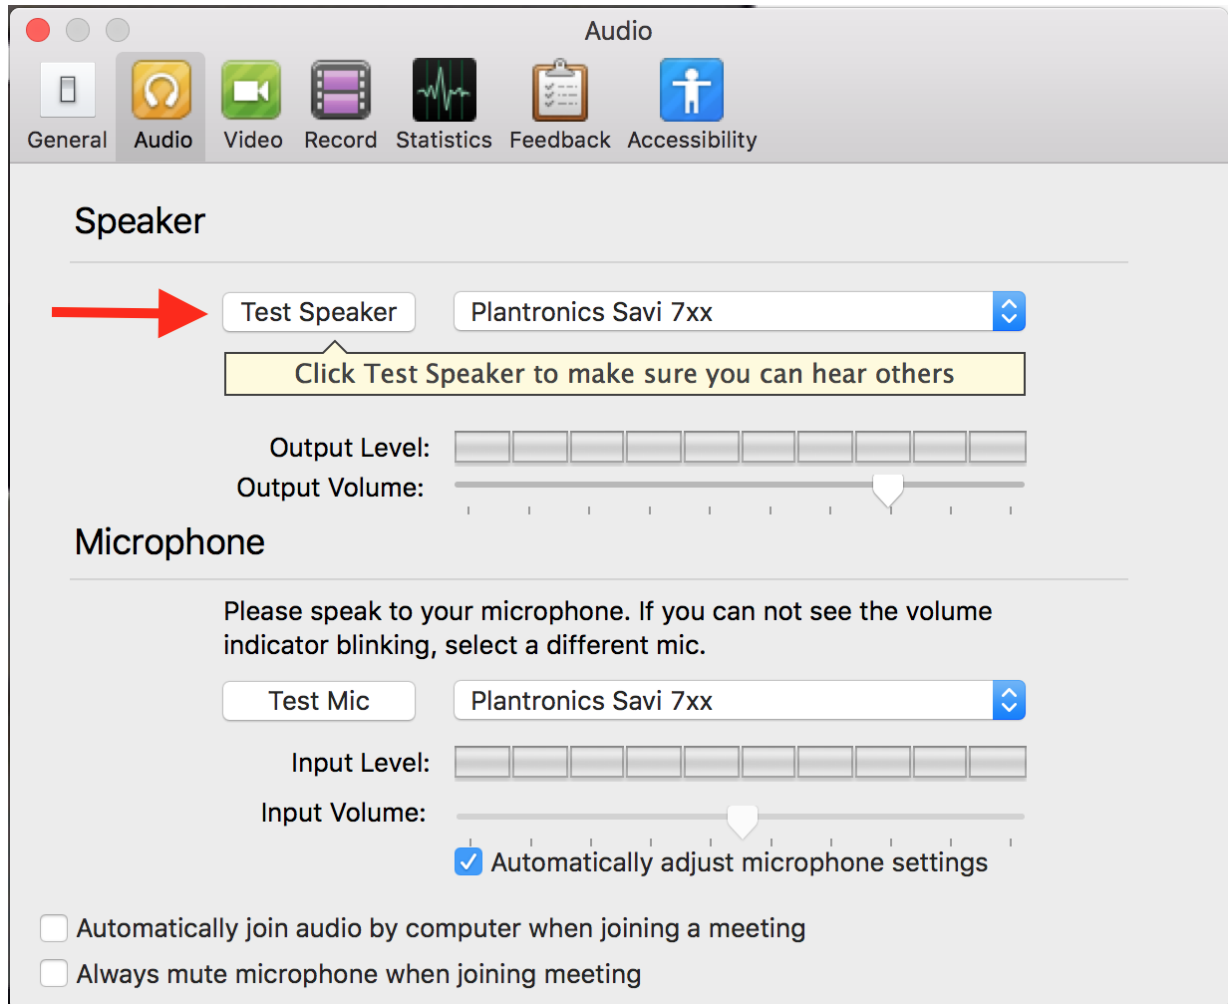 Audio
General Audio Video Record Statistics Feedback Accessibility
Speaker
Test Speaker Plantronics Savi 7xx
Click Test Speaker to make sure you can hear others
Output Level:
Output Volume:
Microphone
Please speak to your microphone. If you can not see the volume
indicator blinking, select a different mic.
Test Mic Plantronics Savi 7xx
Input Level:
Input Volume:
Automatically adjust microphone settings
Automatically join audio by computer when joining a meeting
Always mute microphone when joining meeting